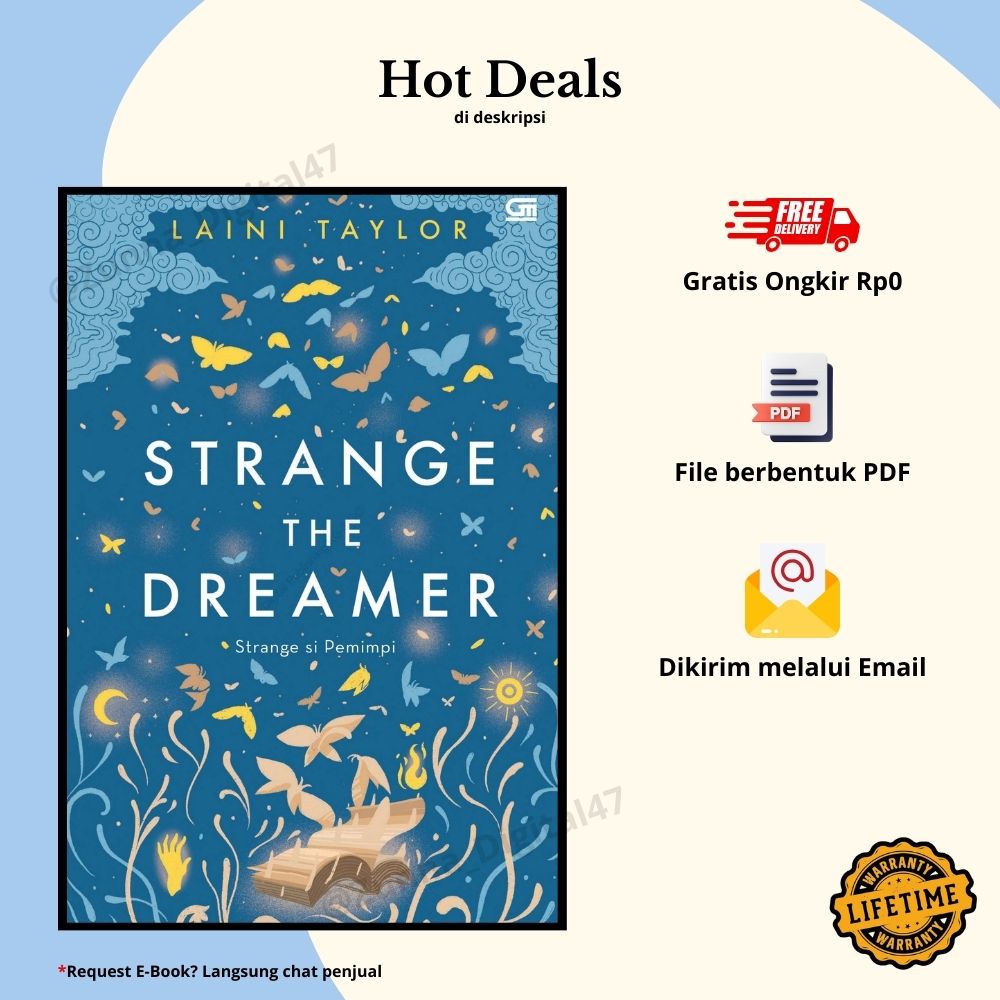 Hot Deals
di deskripsi
LAINI TAYLOR
GM
STRANGE
THE
DREAMER
Strange si Pemimpi
FREE
DELIVERY
Gratis Ongkir Rp0
PDF
File berbentuk PDF
@
Dikirim melalui Email
WARRANTY
LIFETIME
WARRANTY
*Request E-Book? Langsung chat penjual